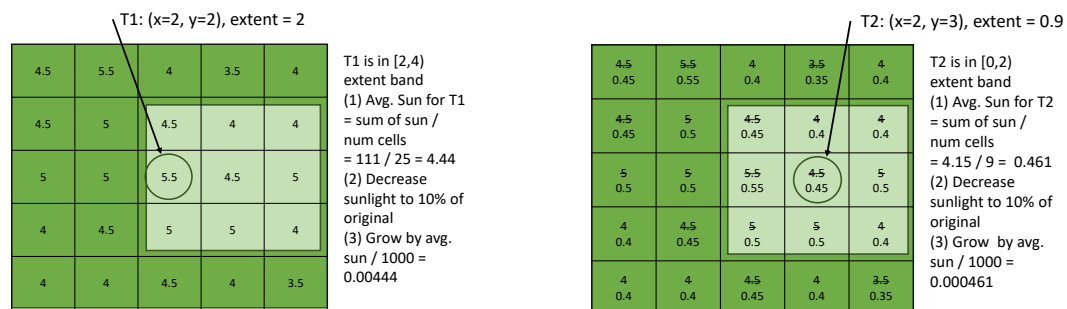 T1: (x=2, y=2), extent = 2
4.5 5.5 4 3.5 4
4.5 5 4.5 4 4
5 5 5.5 4.5 5
4 4.5 5 5 4
4 4 4.5 4 3.5
T1 is in [2,4)
extent band
(1) Avg. Sun for T1
= sum of sun /
num cells
= 111 / 25 = 4.44
(2) Decrease
sunlight to 10% of
original
(3) Grow by avg.
sun / 1000 =
0.00444
T2: (x=2, y=3), extent = 0.9
4.5 5.5 4 3.5 4
0.45 0.55 0.4 0.35 0.4
4.5 5 4.5 4 4
0.45 0.5 0.45 0.4 0.4
5 5 5.5 4.5 5
0.5 0.5 0.55 0.45 0.5
4 4.5 5 5 4
0.4 0.45 0.5 0.5 0.4
4 4 4.5 4 3.5
0.4 0.4 0.45 0.4 0.35
T2 is in [0,2)
extent band
(1) Avg. Sun for T2
= sum of sun /
num cells
= 4.15 / 9 = 0.461
(2) Decrease
sunlight to 10% of
original
(3) Grow by avg.
sun / 1000 =
0.000461